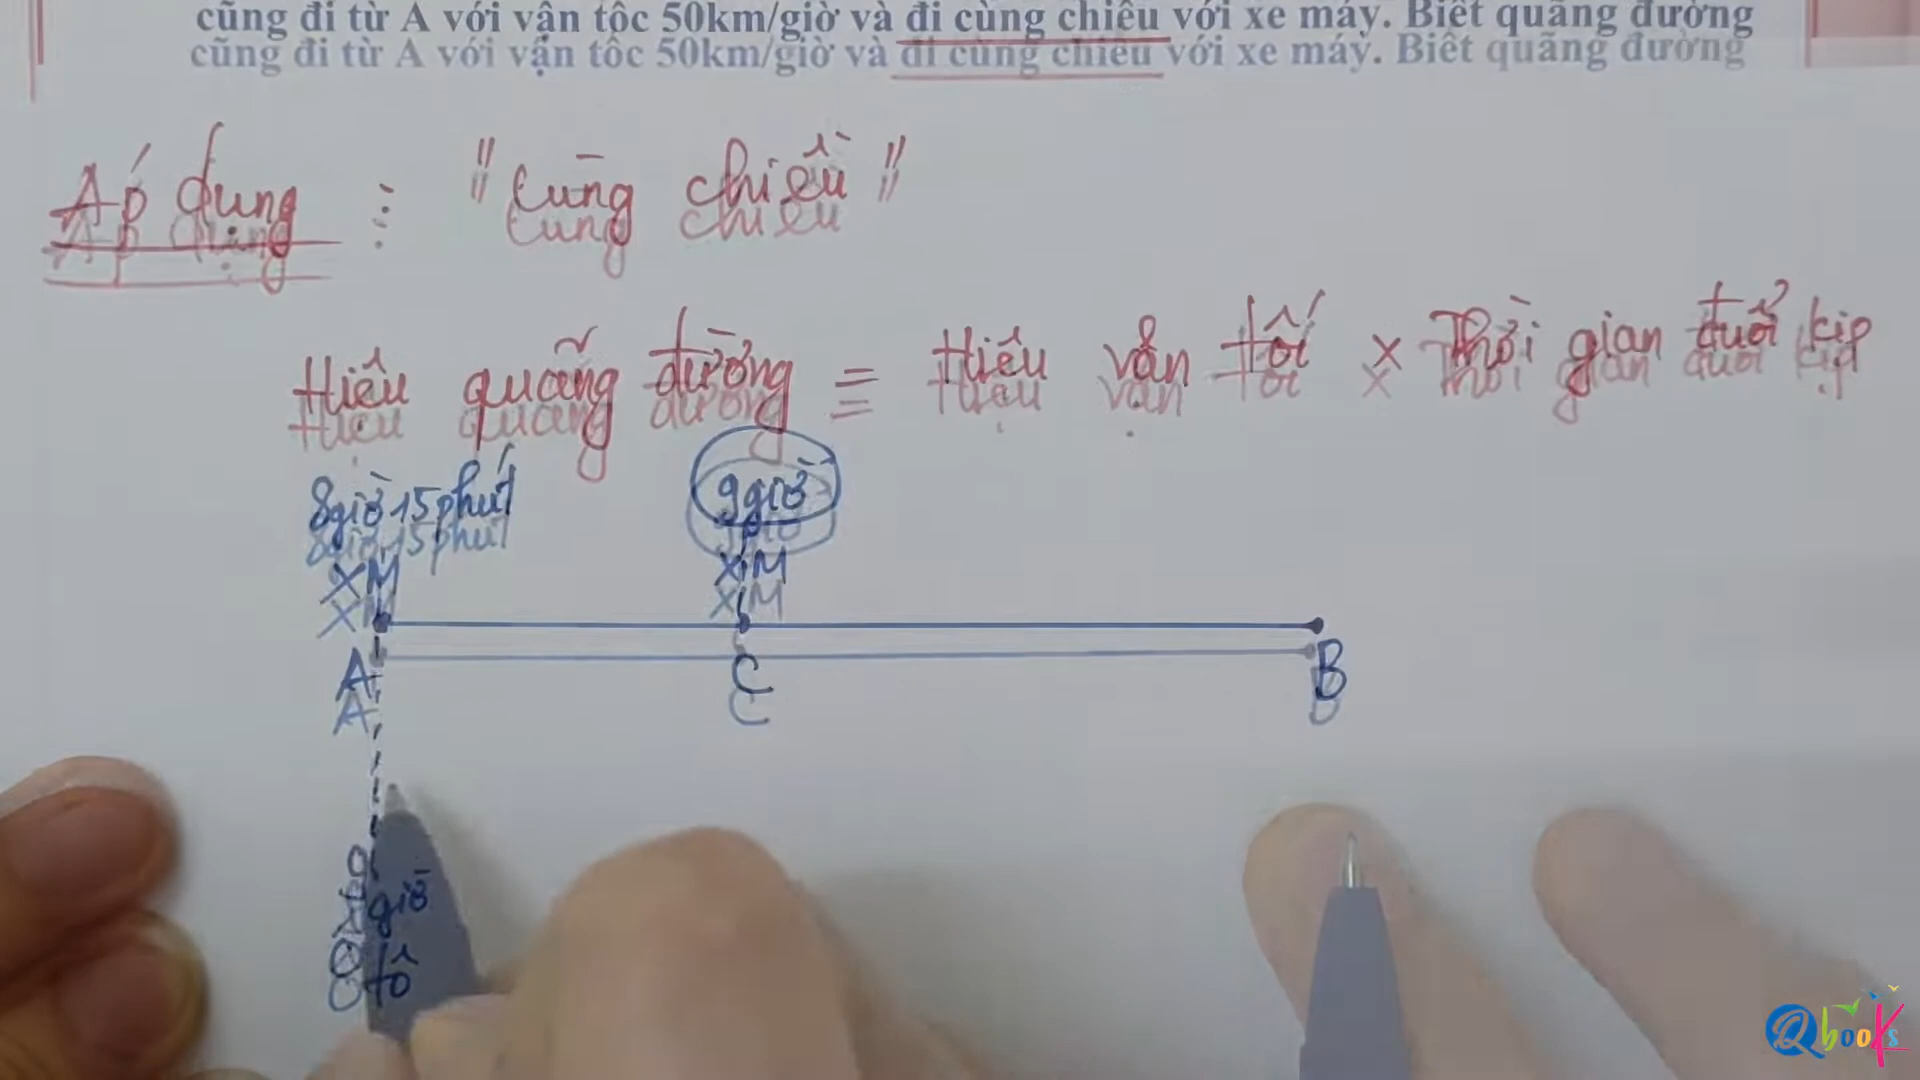 cũng đi từ A với vận tốc 50km/giờ và đi cùng chiều với xe máy. Biết quãng đường
Áp dụng : "Cùng chiều"
Hiệu quãng đường = Hiệu vận tốc × Thời gian đuổi kịp
8giờ 15phút 9giờ
XM XM
A C B
9 giờ
Ô tô
Qbooks